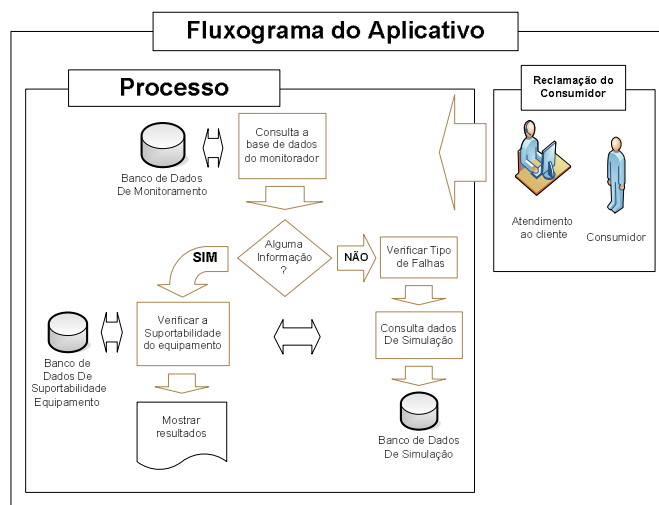 Fluxograma do Aplicativo
Processo
Reclamação do
Consumidor
Consulta a
base de dados
do monitorador
Banco de Dados
De Monitoramento
Atendimento
ao cliente
Consumidor
Alguma
Informação
?
SIM
NÃO
Verificar Tipo
de Falhas
Verificar a
Suportabilidade
do equipamento
Consulta dados
De Simulação
Banco de
Dados De
Suportabilidade
Equipamento
Mostrar
resultados
Banco de Dados
De Simulação